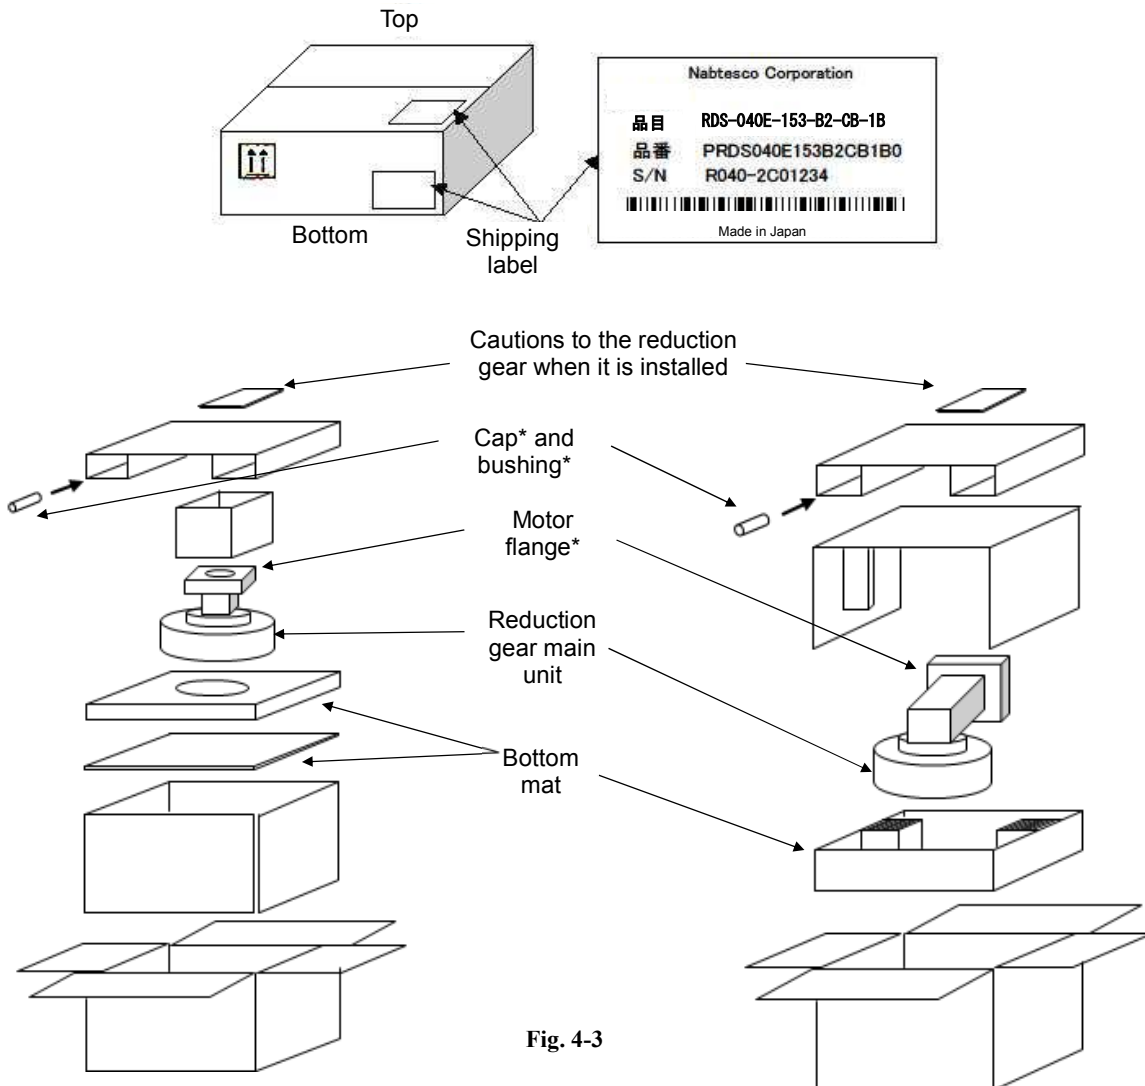 Top
Nabtesco Corporation
品目 RDS-040E-153-B2-CB-1B
品番 PRDS040E153B2CB1B0
S/N R040-2C01234
Made in Japan
Bottom
Shipping
label
Cautions to the reduction
gear when it is installed
Cap* and
bushing*
Motor
flange*
Reduction
gear main
unit
Bottom
mat
Fig. 4-3